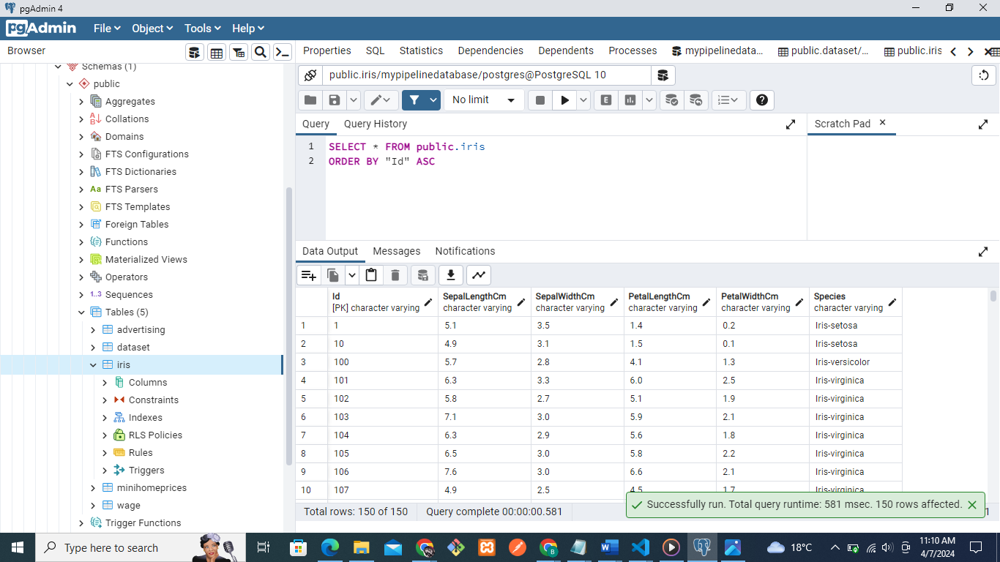 pgAdmin 4
pgAdmin File Object Tools Help
Browser
Properties SQL Statistics Dependencies Dependents Processes mypipelinedata... public.dataset/... public.iris
Schemas (1)
public
Aggregates
Collations
Domains
FTS Configurations
FTS Dictionaries
FTS Parsers
FTS Templates
Foreign Tables
Functions
Materialized Views
Operators
1..3 Sequences
Tables (5)
advertising
dataset
iris
Columns
Constraints
Indexes
RLS Policies
Rules
Triggers
minihomeprices
wage
Trigger Functions
public.iris/mypipelinedatabase/postgres@PostgreSQL 10
No limit
Query Query History
Scratch Pad
1 SELECT * FROM public.iris
2 ORDER BY "Id" ASC
Data Output Messages Notifications
Id SepalLengthCm SepalWidthCm PetalLengthCm PetalWidthCm Species
[PK] character varying character varying character varying character varying character varying character varying
1 1 5.1 3.5 1.4 0.2 Iris-setosa
2 10 4.9 3.1 1.5 0.1 Iris-setosa
3 100 5.7 2.8 4.1 1.3 Iris-versicolor
4 101 6.3 3.3 6.0 2.5 Iris-virginica
5 102 5.8 2.7 5.1 1.9 Iris-virginica
6 103 7.1 3.0 5.9 2.1 Iris-virginica
7 104 6.3 2.9 5.6 1.8 Iris-virginica
8 105 6.5 3.0 5.8 2.2 Iris-virginica
9 106 7.6 3.0 6.6 2.1 Iris-virginica
10 107 4.9 2.5 4.5 1.7 Iris-virginica
Total rows: 150 of 150 Query complete 00:00:00.581
Successfully run. Total query runtime: 581 msec. 150 rows affected.
Type here to search
18°C
11:10 AM
4/7/2024